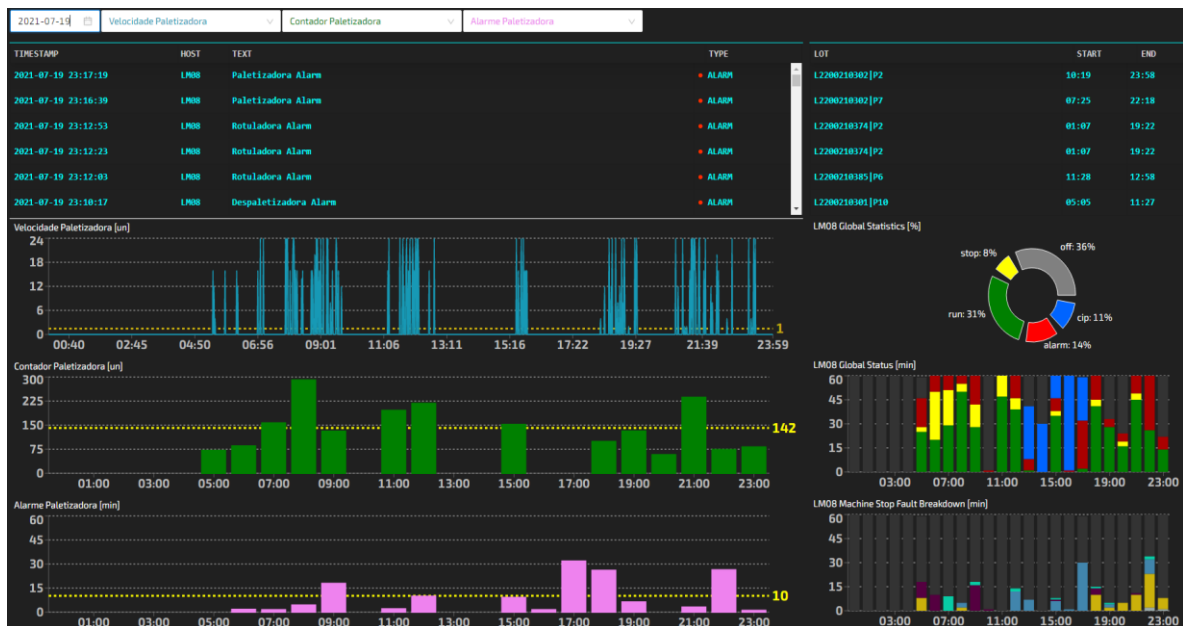 2021-07-19 Velocidade Paletizadora Contador Paletizadora Alarme Paletizadora
TIMESTAMP HOST TEXT TYPE
2021-07-19 23:17:19 LM08 Paletizadora Alarm ALARM
2021-07-19 23:16:39 LM08 Paletizadora Alarm ALARM
2021-07-19 23:12:53 LM08 Rotuladora Alarm ALARM
2021-07-19 23:12:23 LM08 Rotuladora Alarm ALARM
2021-07-19 23:12:03 LM08 Rotuladora Alarm ALARM
2021-07-19 23:10:17 LM08 Despaletizadora Alarm ALARM
LOT START END
L2200210302|P2 10:19 23:58
L2200210302|P7 07:25 22:18
L2200210374|P2 01:07 19:22
L2200210374|P2 01:07 19:22
L2200210385|P6 11:28 12:58
L2200210301|P10 05:05 11:27
Velocidade Paletizadora [un]
24
18
12
6
0
1
00:40 02:45 04:50 06:56 09:01 11:06 13:11 15:16 17:22 19:27 21:39 23:59
Contador Paletizadora [un]
300
225
150
75
0
142
01:00 03:00 05:00 07:00 09:00 11:00 13:00 15:00 17:00 19:00 21:00 23:00
Alarme Paletizadora [min]
60
45
30
15
0
10
01:00 03:00 05:00 07:00 09:00 11:00 13:00 15:00 17:00 19:00 21:00 23:00
LM08 Global Statistics [%]
stop: 8% off: 36%
run: 31% cip: 11%
alarm: 14%
LM08 Global Status [min]
60
45
30
15
0
03:00 07:00 11:00 15:00 19:00 23:00
LM08 Machine Stop Fault Breakdown [min]
60
45
30
15
0
03:00 07:00 11:00 15:00 19:00 23:00